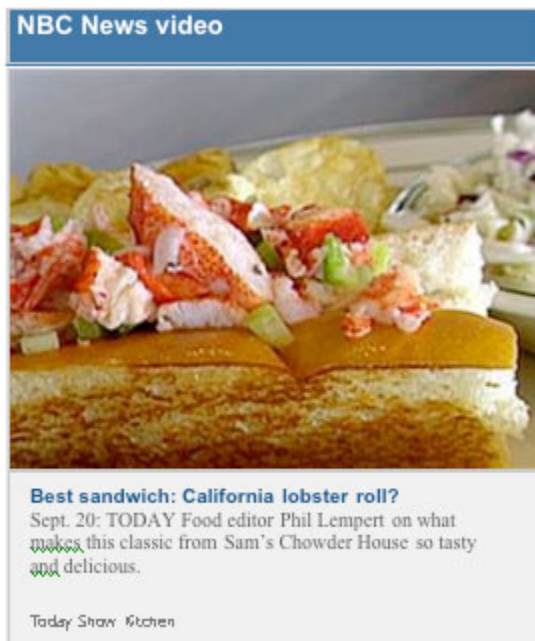 NBC News video
Best sandwich: California lobster roll?
Sept. 20: TODAY Food editor Phil Lempert on what
makes this classic from Sam's Chowder House so tasty
and delicious.
Today Show Kitchen